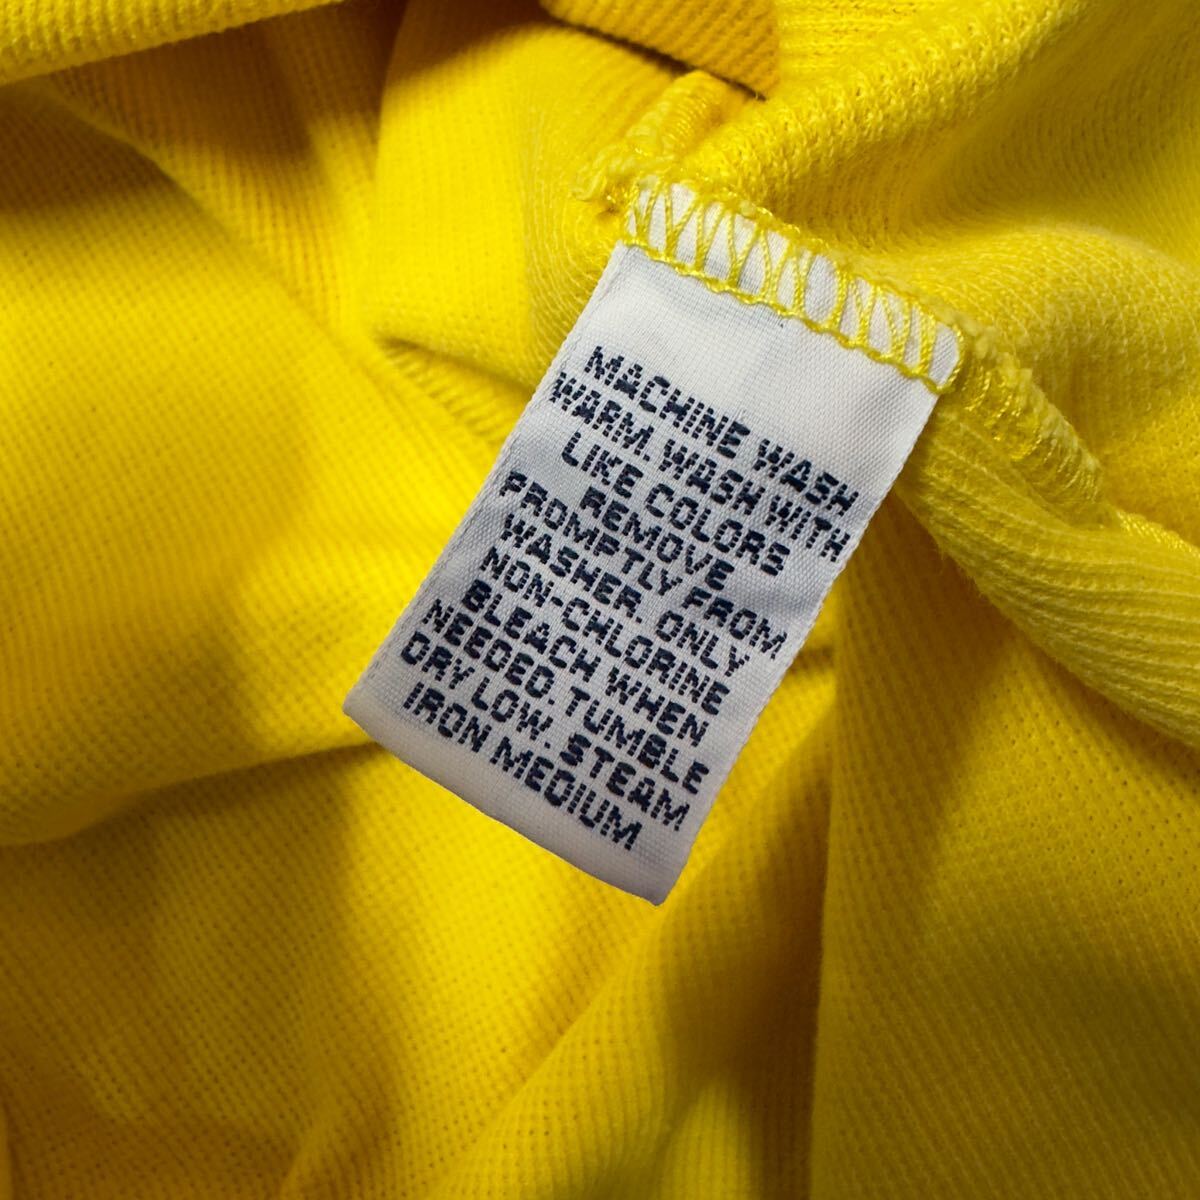 MACHINE WASH
WARM. WASH WITH
LIKE COLORS
REMOVE
PROMPTLY FROM
WASHER. ONLY
NON-CHLORINE
BLEACH WHEN
NEEDED. TUMBLE
DRY LOW. STEAM
IRON MEDIUM